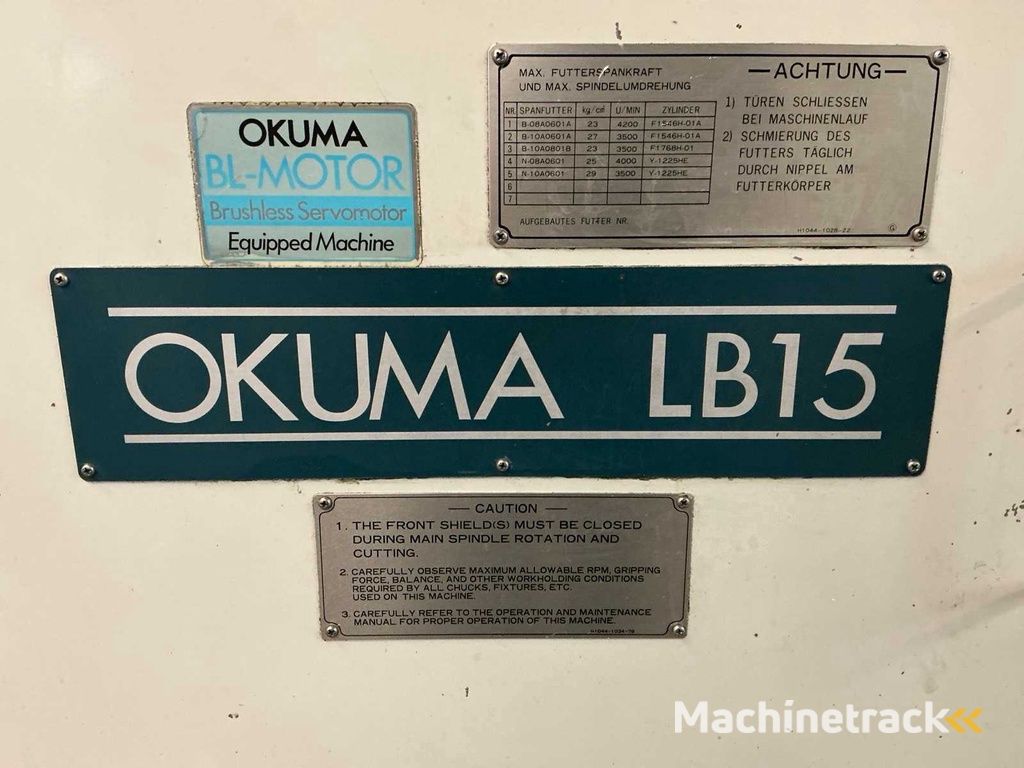 OKUMA
BL-MOTOR
Brushless Servomotor
Equipped Machine
MAX. FUTTERSPANKRAFT
UND MAX. SPINDELUMDREHUNG
NR. SPANFUTTER kg/cm² U/MIN ZYLINDER
1 B-08A0601A 23 4200 F1546H-01A
2 B-10A0601A 27 3500 F1546H-01A
3 B-10A0801B 23 3500 F1768H-01
4 N-08A0601 25 4000 Y-1225HE
5 N-10A0601 29 3500 Y-1225HE
6
7
AUFGEBAUTES FUTTER NR.
—ACHTUNG—
1) TÜREN SCHLIESSEN
BEI MASCHINENLAUF
2) SCHMIERUNG DES
FUTTERS TÄGLICH
DURCH NIPPEL AM
FUTTERKÖRPER
H1044-1028-22 G
OKUMA LB15
— CAUTION —
1. THE FRONT SHIELD(S) MUST BE CLOSED
DURING MAIN SPINDLE ROTATION AND
CUTTING.
2. CAREFULLY OBSERVE MAXIMUM ALLOWABLE RPM, GRIPPING
FORCE, BALANCE, AND OTHER WORKHOLDING CONDITIONS
REQUIRED BY ALL CHUCKS, FIXTURES, ETC.
USED ON THIS MACHINE.
3. CAREFULLY REFER TO THE OPERATION AND MAINTENANCE
MANUAL FOR PROPER OPERATION OF THIS MACHINE.
H1044-1034-19
Machinetrack